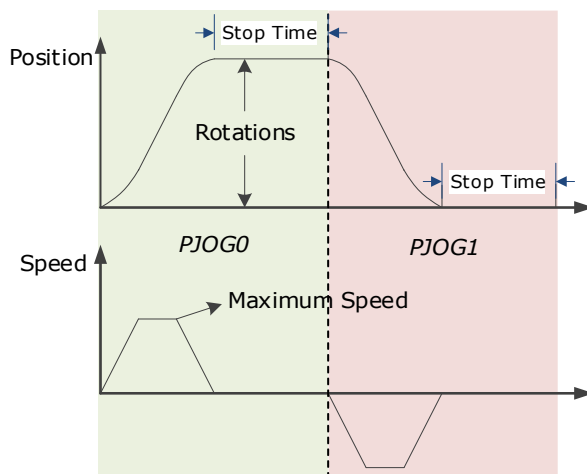 Stop Time
Position
Rotations
Stop Time
PJOG0
PJOG1
Speed
Maximum Speed